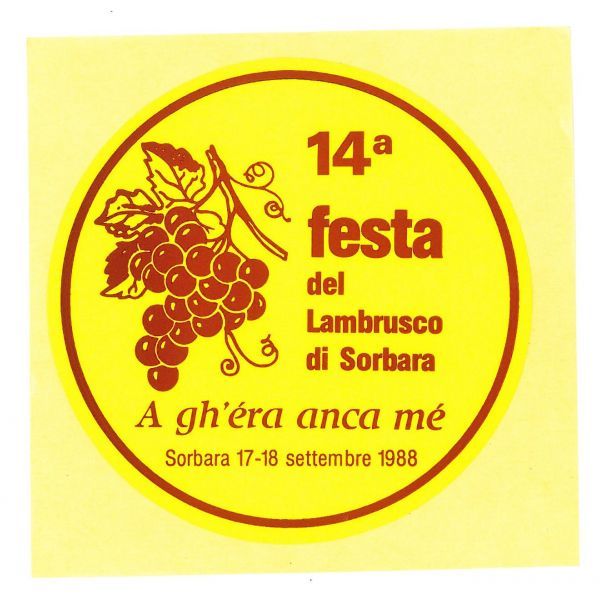 14ª
festa
del
Lambrusco
di Sorbara
A gh'éra anca mé
Sorbara 17-18 settembre 1988